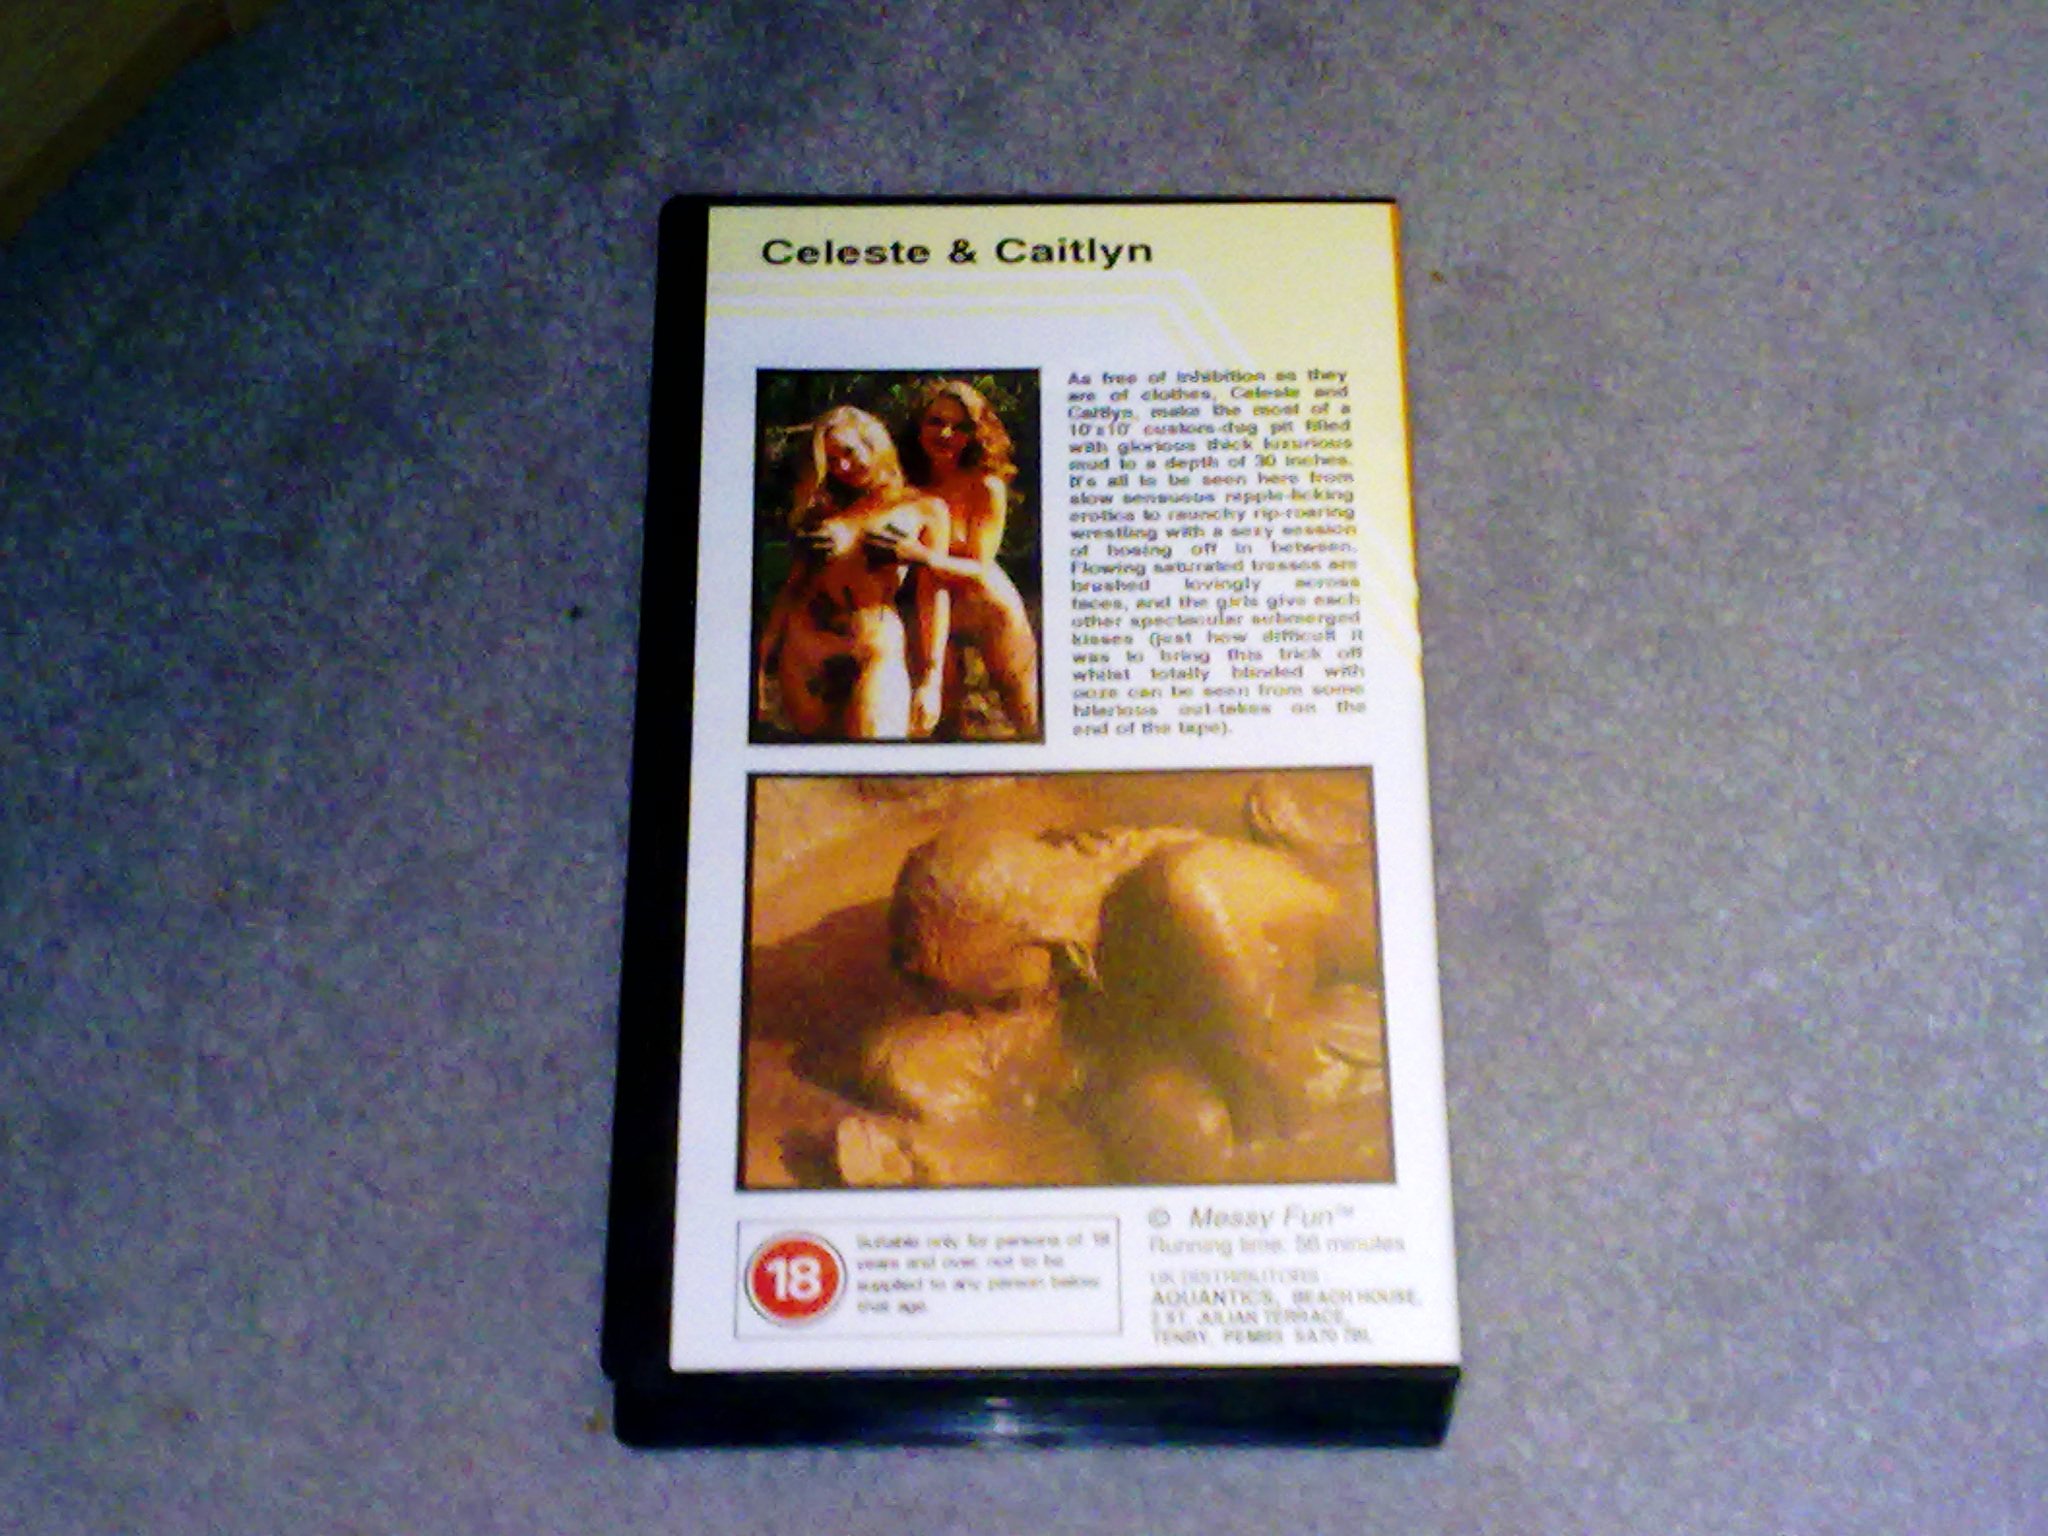 Celeste & Caitlyn
As free of inhibition as they
are of clothes, Celeste and
Caitlyn, make the most of a
10'x10' custom-dug pit filled
with glorious thick luxurious
mud to a depth of 30 inches.
It's all to be seen here from
slow sensuous nipple-licking
erotica to raunchy rip-roaring
wrestling with a sexy session
of hosing off in between.
Flowing saturated tresses are
brushed lovingly across
faces, and the girls give each
other spectacular submerged
kisses (just how difficult it
was to bring this trick off
whilst totally blinded with
ooze can be seen from some
hilarious out-takes on the
end of the tape).
18
Suitable only for persons of 18
years and over, not to be
supplied to any person below
that age.
© Messy Fun™
Running time: minutes
UK DISTRIBUTORS
AQUANTICS, BEACH HOUSE,
ST. JULIAN TERRACE,
TENBY, PEMBS SA70